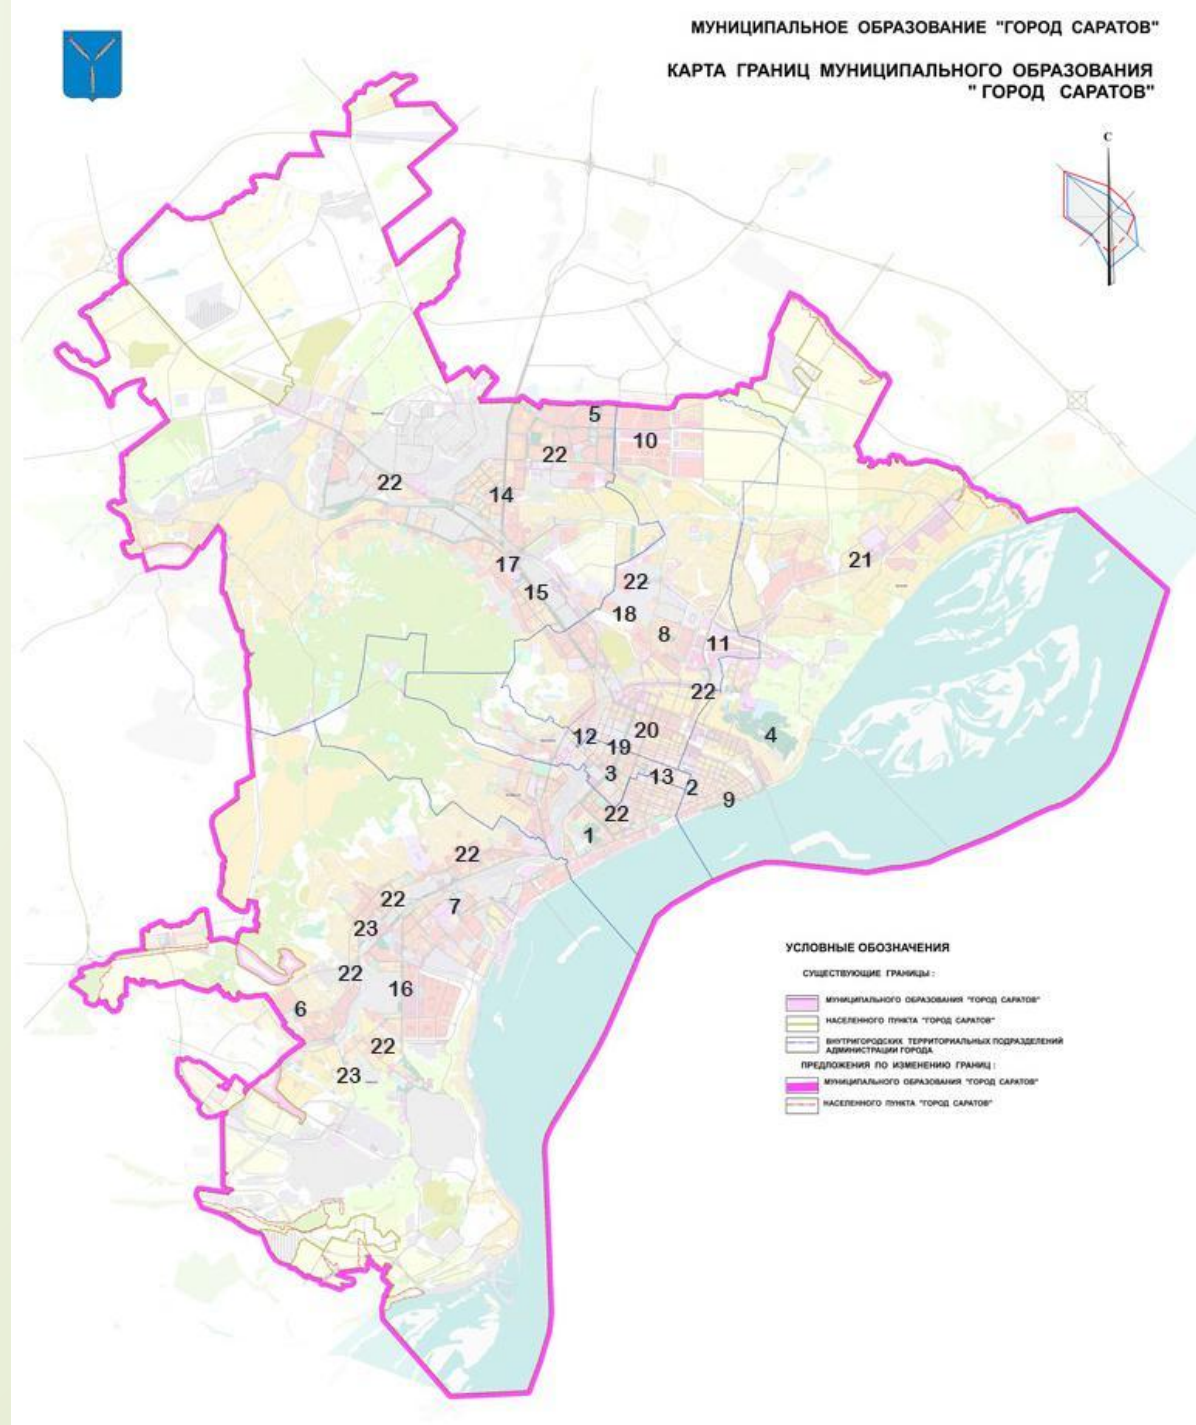 МУНИЦИПАЛЬНОЕ ОБРАЗОВАНИЕ "ГОРОД САРАТОВ"
КАРТА ГРАНИЦ МУНИЦИПАЛЬНОГО ОБРАЗОВАНИЯ
" ГОРОД САРАТОВ"
С
5
10
22
22
14
21
17
22
15
18
8
11
22
20
4
12
19
3
13
2
9
22
1
22
22
7
23
22
16
6
22
23
УСЛОВНЫЕ ОБОЗНАЧЕНИЯ
СУЩЕСТВУЮЩИЕ ГРАНИЦЫ :
МУНИЦИПАЛЬНОГО ОБРАЗОВАНИЯ "ГОРОД САРАТОВ"
НАСЕЛЕННОГО ПУНКТА "ГОРОД САРАТОВ"
ВНУТРИГОРОДСКИХ ТЕРРИТОРИАЛЬНЫХ ПОДРАЗДЕЛЕНИЙ
АДМИНИСТРАЦИИ ГОРОДА
ПРЕДЛОЖЕНИЯ ПО ИЗМЕНЕНИЮ ГРАНИЦ :
МУНИЦИПАЛЬНОГО ОБРАЗОВАНИЯ "ГОРОД САРАТОВ"
НАСЕЛЕННОГО ПУНКТА "ГОРОД САРАТОВ"